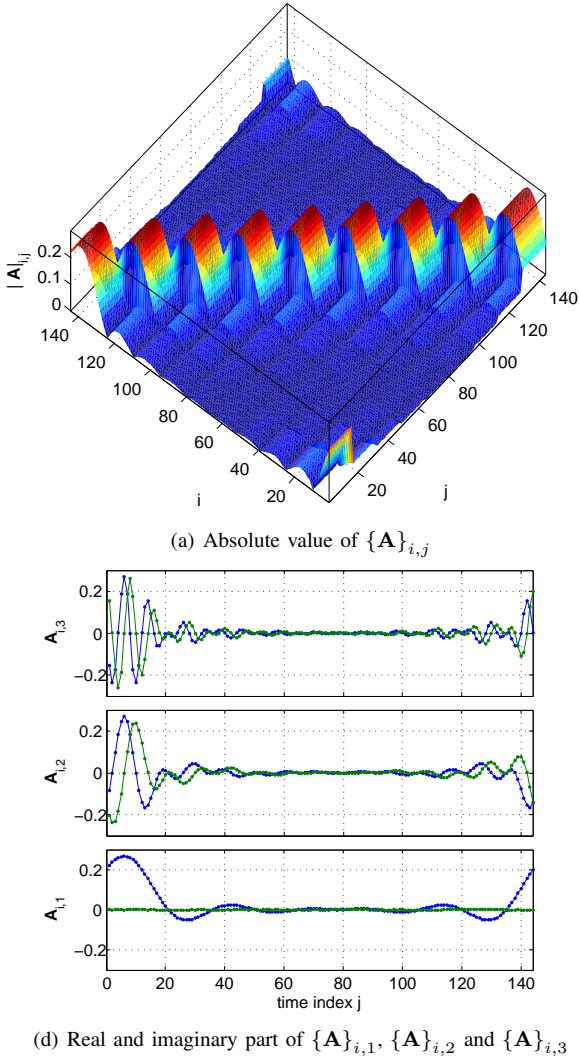 0.2
0.1
0
| A|i,j
140
120
100
80
60
40
20
i
20
40
60
80
100
120
140
j
(a) Absolute value of {A}i,j
0.2
0
−0.2
Ai,3
0.2
0
−0.2
Ai,2
0.2
0
−0.2
Ai,1
0 20 40 60 80 100 120 140
time index j
(d) Real and imaginary part of {A}i,1, {A}i,2 and {A}i,3